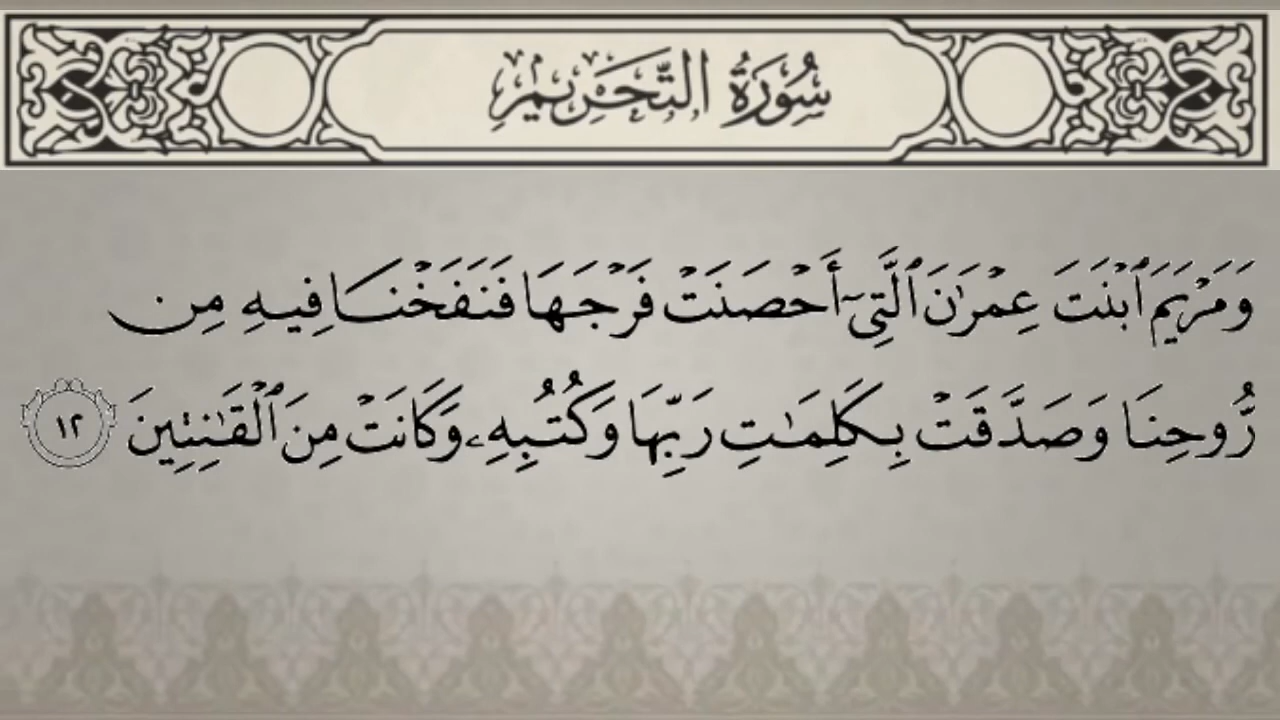 سُورَةُ التَّحْرِيمِ
وَمَرْيَمَ ٱبْنَتَ عِمْرَٰنَ ٱلَّتِىٓ أَحْصَنَتْ فَرْجَهَا فَنَفَخْنَا فِيهِ مِن
رُّوحِنَا وَصَدَّقَتْ بِكَلِمَٰتِ رَبِّهَا وَكُتُبِهِۦ وَكَانَتْ مِنَ ٱلْقَٰنِتِينَ ١٢